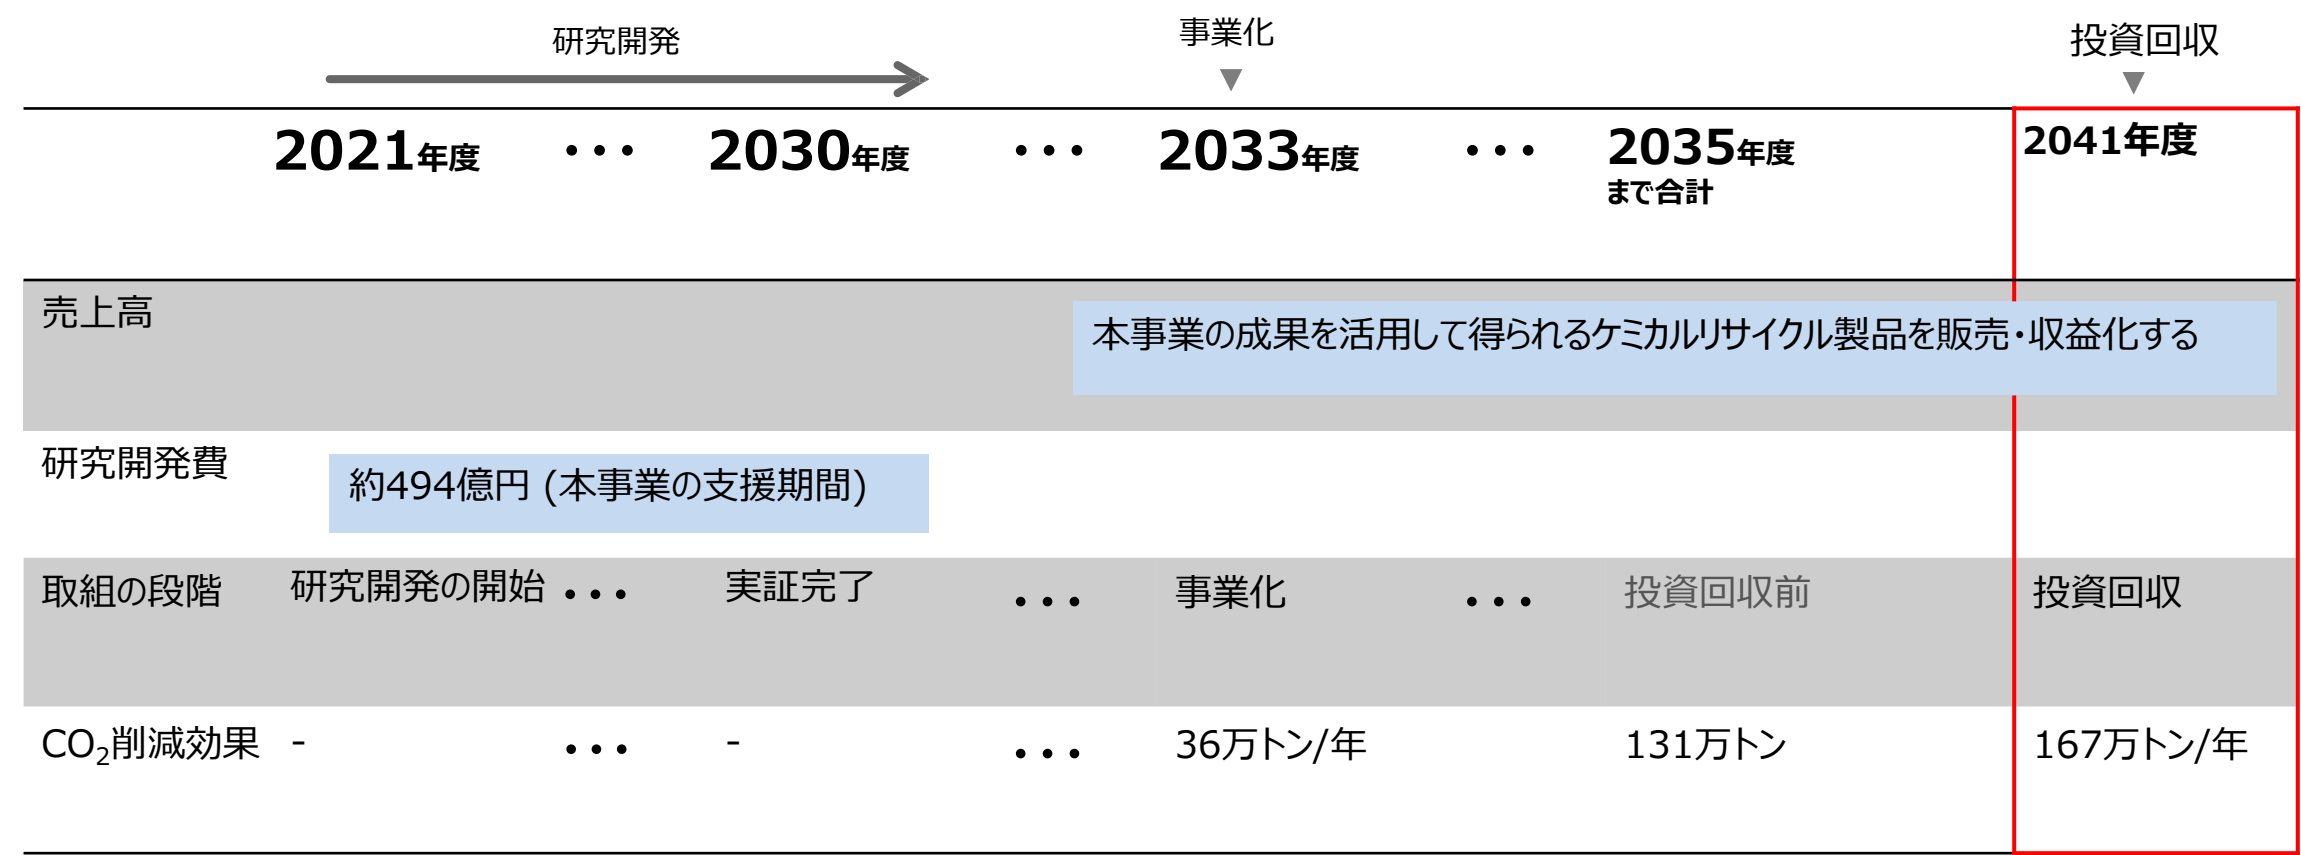 研究開発
事業化
投資回収
2021年度 ・・・ 2030年度 ・・・ 2033年度 ・・・ 2035年度 2041年度
まで合計
売上高
本事業の成果を活用して得られるケミカルリサイクル製品を販売・収益化する
研究開発費
約494億円 (本事業の支援期間)
取組の段階 研究開発の開始 ・・・ 実証完了 ・・・ 事業化 ・・・ 投資回収前 投資回収
CO₂削減効果 - ・・・ - ・・・ 36万トン/年 131万トン 167万トン/年